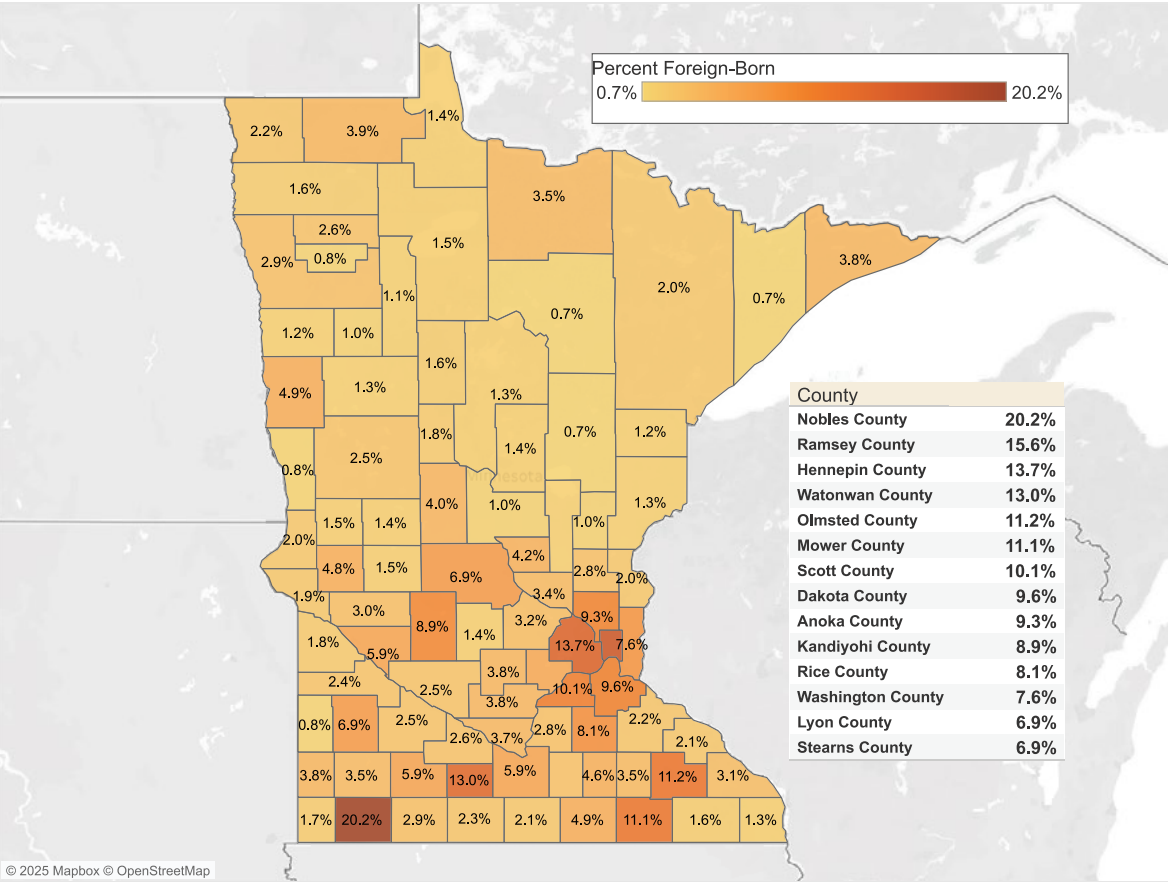 Percent Foreign-Born
0.7% 20.2%
1.4%
2.2% 3.9%
1.6% 3.5%
2.6%
1.5%
2.9% 0.8% 3.8%
2.0%
1.1% 0.7%
0.7%
1.2% 1.0%
1.6%
4.9% 1.3% 1.3%
1.8% 0.7% 1.2%
1.4%
0.8% 2.5%
Minnesota
4.0% 1.0% 1.3%
1.5% 1.4% 1.0%
2.0%
4.2%
4.8% 1.5% 6.9% 2.8% 2.0%
1.9% 3.4%
3.0% 3.2% 9.3%
8.9% 1.4%
1.8% 13.7% 7.6%
5.9%
3.8%
2.4% 2.5% 10.1% 9.6%
3.8%
0.8% 6.9% 2.5% 2.2%
2.6% 3.7% 2.8% 8.1%
2.1%
3.8% 3.5% 5.9% 13.0% 5.9% 4.6% 3.5% 11.2% 3.1%
1.7% 20.2% 2.9% 2.3% 2.1% 4.9% 11.1% 1.6% 1.3%
County
Nobles County 20.2%
Ramsey County 15.6%
Hennepin County 13.7%
Watonwan County 13.0%
Olmsted County 11.2%
Mower County 11.1%
Scott County 10.1%
Dakota County 9.6%
Anoka County 9.3%
Kandiyohi County 8.9%
Rice County 8.1%
Washington County 7.6%
Lyon County 6.9%
Stearns County 6.9%
© 2025 Mapbox © OpenStreetMap